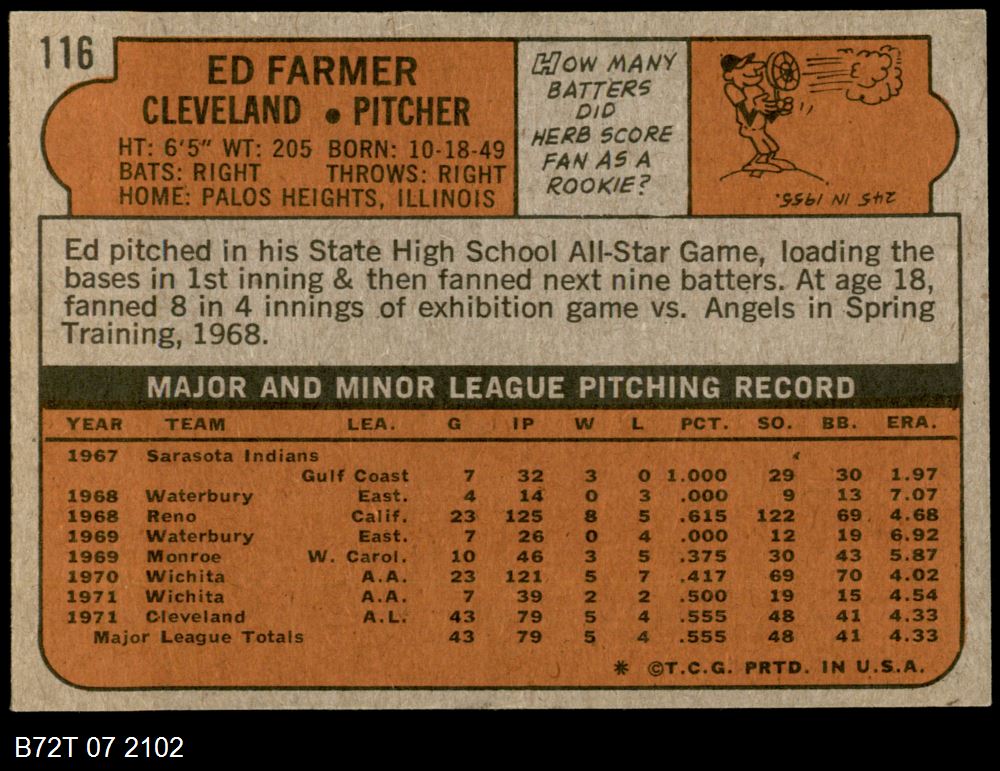 116
ED FARMER
CLEVELAND • PITCHER
HT: 6'5" WT: 205 BORN: 10-18-49
BATS: RIGHT THROWS: RIGHT
HOME: PALOS HEIGHTS, ILLINOIS
HOW MANY
BATTERS
DID
HERB SCORE
FAN AS A
ROOKIE?
245 IN 1955.
Ed pitched in his State High School All-Star Game, loading the
bases in 1st inning & then fanned next nine batters. At age 18,
fanned 8 in 4 innings of exhibition game vs. Angels in Spring
Training, 1968.
MAJOR AND MINOR LEAGUE PITCHING RECORD
YEAR TEAM LEA. G IP W L PCT. SO. BB. ERA.
1967 Sarasota Indians
Gulf Coast 7 32 3 0 1.000 29 30 1.97
1968 Waterbury East. 4 14 0 3 .000 9 13 7.07
1968 Reno Calif. 23 125 8 5 .615 122 69 4.68
1969 Waterbury East. 7 26 0 4 .000 12 19 6.92
1969 Monroe W. Carol. 10 46 3 5 .375 30 43 5.87
1970 Wichita A.A. 23 121 5 7 .417 69 70 4.02
1971 Wichita A.A. 7 39 2 2 .500 19 15 4.54
1971 Cleveland A.L. 43 79 5 4 .555 48 41 4.33
Major League Totals 43 79 5 4 .555 48 41 4.33
* ©T.C.G. PRTD. IN U.S.A.
B72T 07 2102